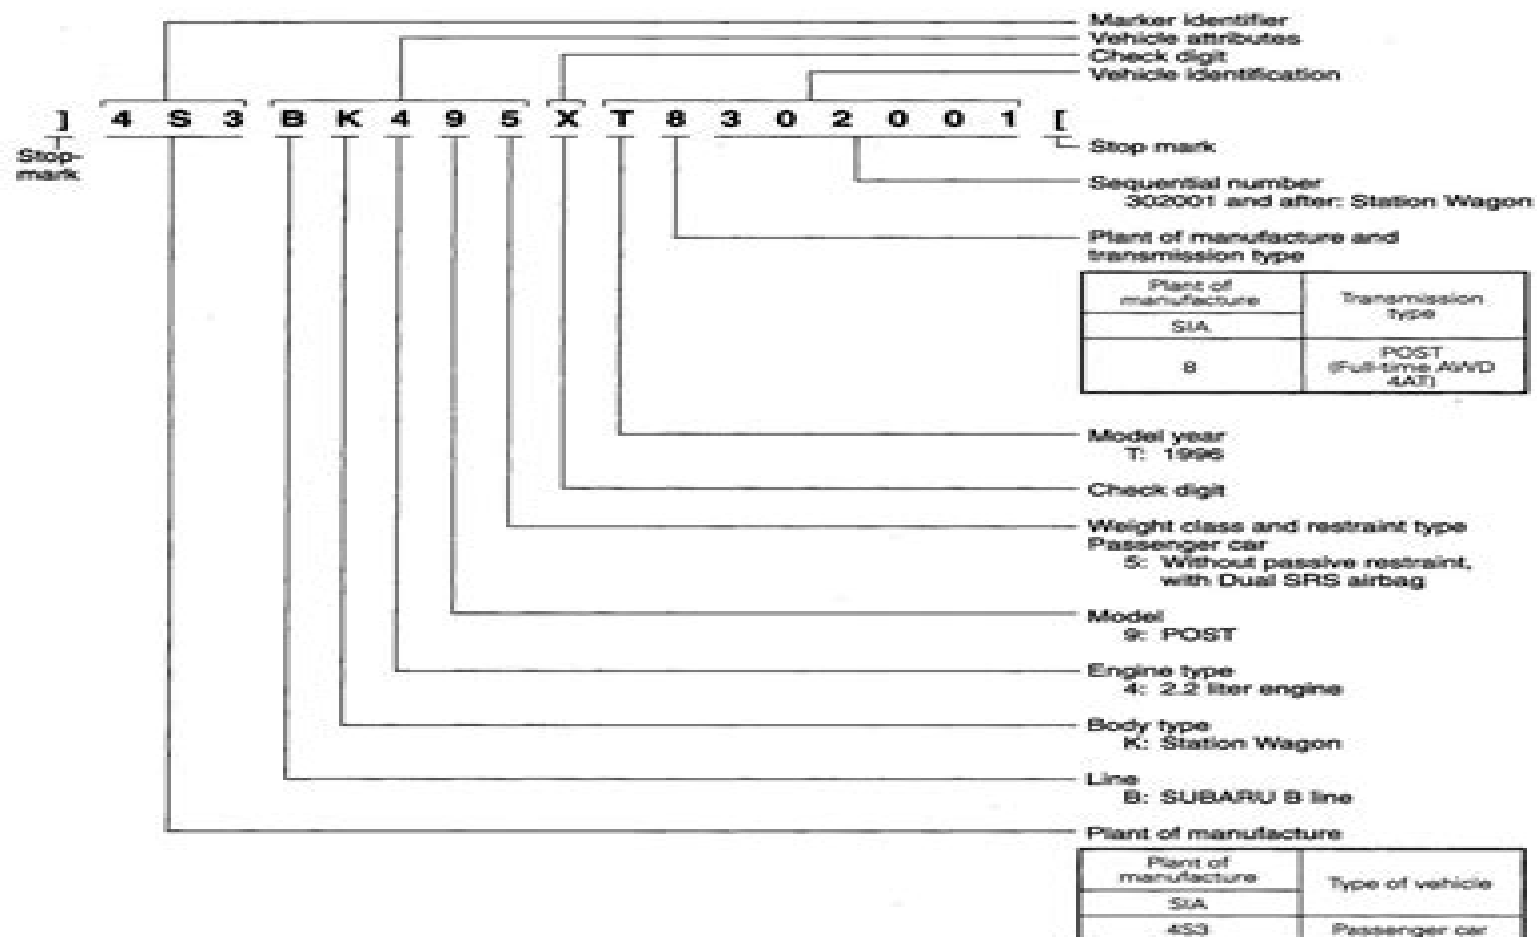 Marker identifier
Vehicle attributes
Check digit
Vehicle identification
] 4 S 3 B K 4 9 5 X T 8 3 0 2 0 0 1 [
Stop-
mark
Stop mark
Sequential number
302001 and after: Station Wagon
Plant of manufacture and
transmission type
Plant of
manufacture
Transmission
type
SIA
8
POST
(Full-time AWD
4AT)
Model year
T: 1996
Check digit
Weight class and restraint type
Passenger car
5: Without passive restraint,
with Dual SRS airbag
Model
9: POST
Engine type
4: 2.2 liter engine
Body type
K: Station Wagon
Line
B: SUBARU B line
Plant of manufacture
Plant of
manufacture
Type of vehicle
SIA
4S3
Passenger car